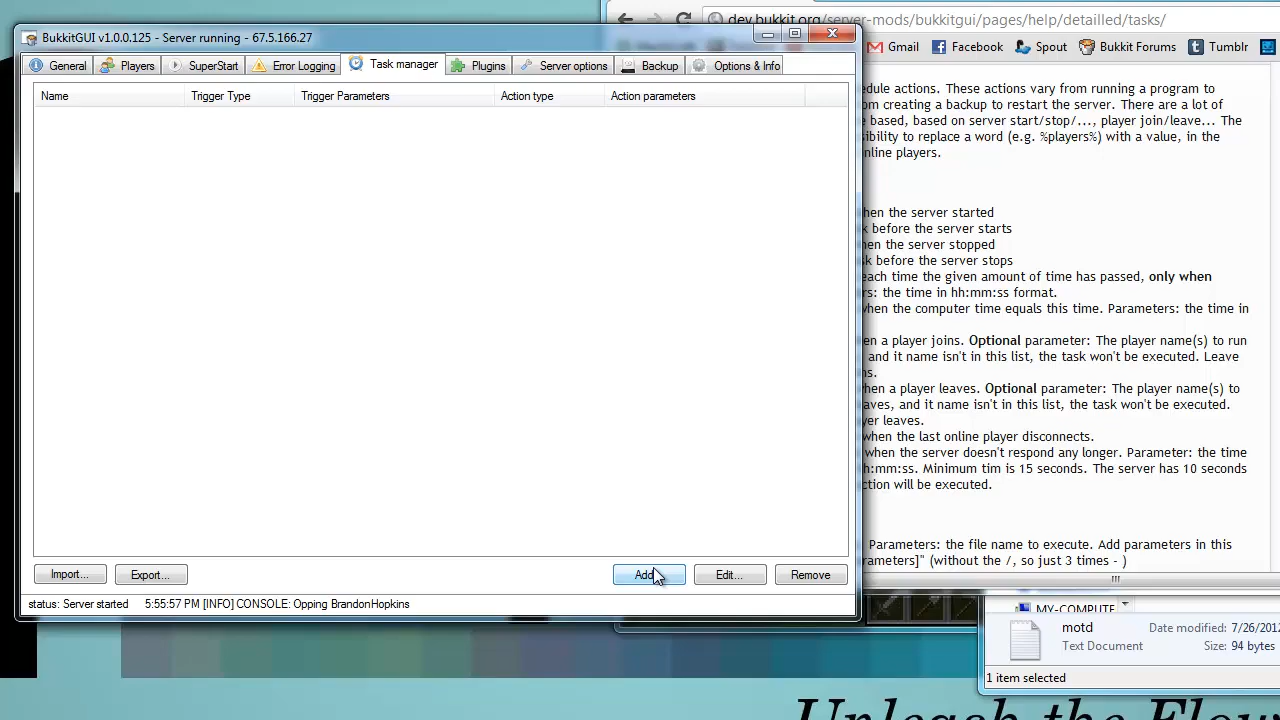 BukkitGUI v1.0.0.125 - Server running - 67.5.166.27
dev.bukkit.org/server-mods/bukkitgui/pages/help/detailled/tasks/
Gmail Facebook Spout Bukkit Forums Tumblr
General Players SuperStart Error Logging Task manager Plugins Server options Backup Options & Info
Name Trigger Type Trigger Parameters Action type Action parameters
dule actions. These actions vary from running a program to
om creating a backup to restart the server. There are a lot of
e based, based on server start/stop/..., player join/leave... The
ibility to replace a word (e.g. %players%) with a value, in the
nline players.
hen the server started
k before the server starts
hen the server stopped
sk before the server stops
each time the given amount of time has passed, only when
rs: the time in hh:mm:ss format.
when the computer time equals this time. Parameters: the time in
en a player joins. Optional parameter: The player name(s) to run
and it name isn't in this list, the task won't be executed. Leave
ns.
hen a player leaves. Optional parameter: The player name(s) to
aves, and it name isn't in this list, the task won't be executed.
yer leaves.
when the last online player disconnects.
when the server doesn't respond any longer. Parameter: the time
h:mm:ss. Minimum tim is 15 seconds. The server has 10 seconds
ction will be executed.
Parameters: the file name to execute. Add parameters in this
rameters]" (without the /, so just 3 times - )
Import... Export... Add Edit... Remove
status: Server started 5:55:57 PM [INFO] CONSOLE: Opping BrandonHopkins
MY-COMPUTE
motd Date modified: 7/26/201
Text Document Size: 94 bytes
1 item selected
Unleash the Flou